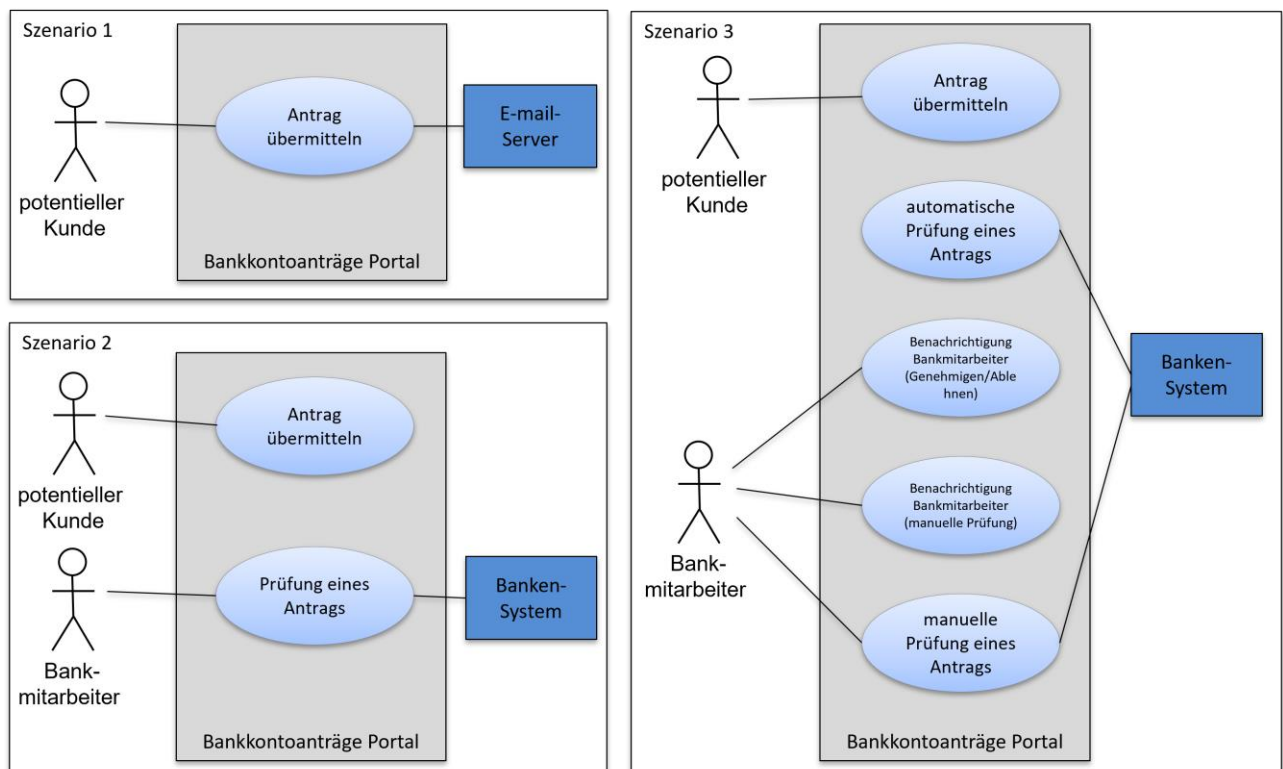 Szenario 1
potentieller
Kunde
Antrag
übermitteln
E-mail-
Server
Bankkontoanträge Portal
Szenario 2
potentieller
Kunde
Antrag
übermitteln
Bank-
mitarbeiter
Prüfung eines
Antrags
Banken-
System
Bankkontoanträge Portal
Szenario 3
potentieller
Kunde
Antrag
übermitteln
automatische
Prüfung eines
Antrags
Benachrichtigung
Bankmitarbeiter
(Genehmigen/Able
hnen)
Banken-
System
Benachrichtigung
Bankmitarbeiter
(manuelle Prüfung)
Bank-
mitarbeiter
manuelle
Prüfung eines
Antrags
Bankkontoanträge Portal